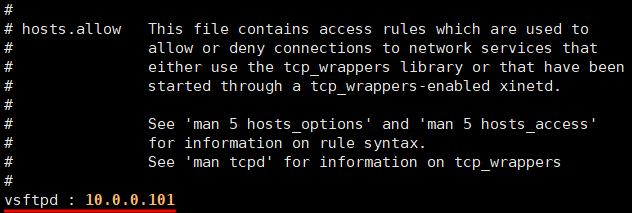 #
# hosts.allow   This file contains access rules which are used to
#               allow or deny connections to network services that
#               either use the tcp_wrappers library or that have been
#               started through a tcp_wrappers-enabled xinetd.
#
#               See 'man 5 hosts_options' and 'man 5 hosts_access'
#               for information on rule syntax.
#               See 'man tcpd' for information on tcp_wrappers
#
vsftpd : 10.0.0.101